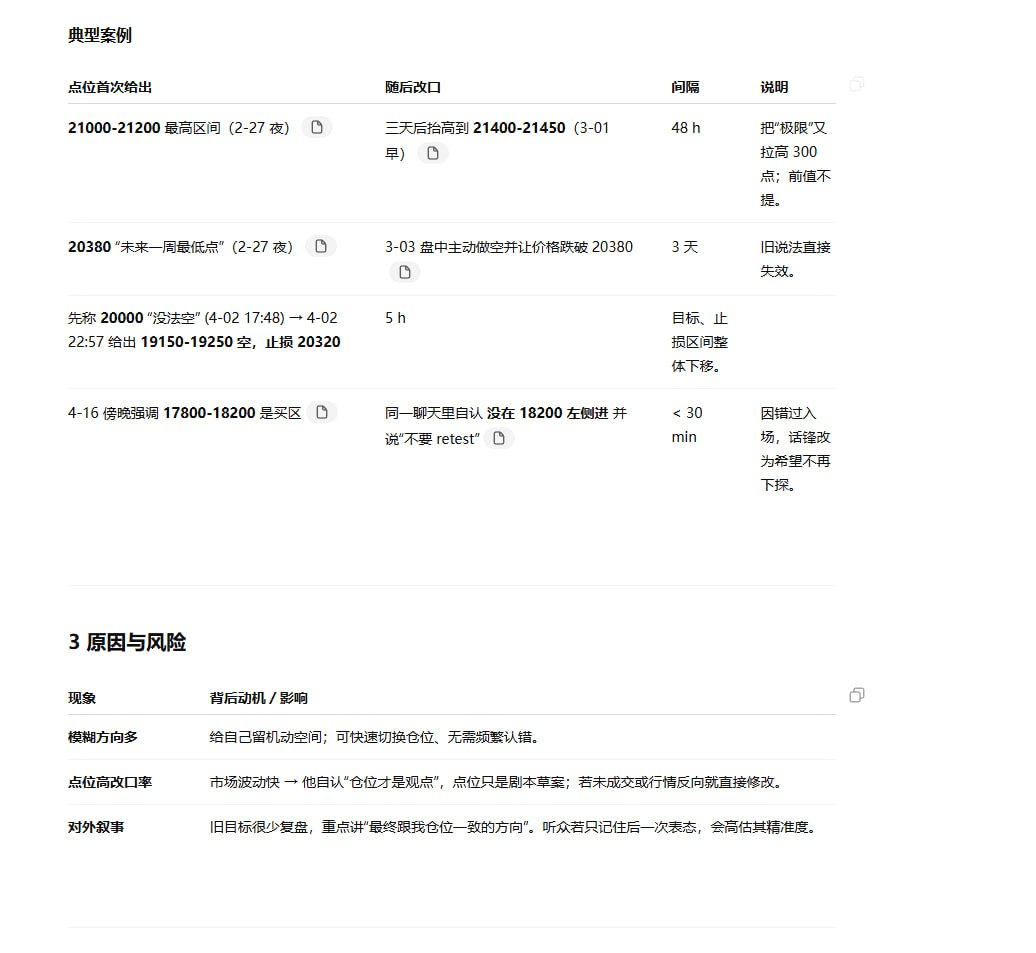 典型案例
点位首次给出 随后改口 间隔 说明
21000-21200 最高区间（2-27 夜） 三天后抬高到 21400-21450（3-01 48 h 把“极限”又
早） 拉高 300
点；前值不
提。
20380 “未来一周最低点”（2-27 夜） 3-03 盘中主动做空并让价格跌破 20380 3 天 旧说法直接
失效。
先称 20000 “没法空” (4-02 17:48) → 4-02 5 h 目标、止
22:57 给出 19150-19250 空，止损 20320 损区间整
体下移。
4-16 傍晚强调 17800-18200 是买区 同一聊天里自认 没在 18200 左侧进 并 < 30 因错过入
说“不要 retest” min 场，话锋改
为希望不再
下探。
3 原因与风险
现象 背后动机 / 影响
模糊方向多 给自己留机动空间；可快速切换仓位、无需频繁认错。
点位高改口率 市场波动快 → 他自认“仓位才是观点”，点位只是剧本草案；若未成交或行情反向就直接修改。
对外叙事 旧目标很少复盘，重点讲“最终跟我仓位一致的方向”。听众若只记住后一次表态，会高估其精准度。